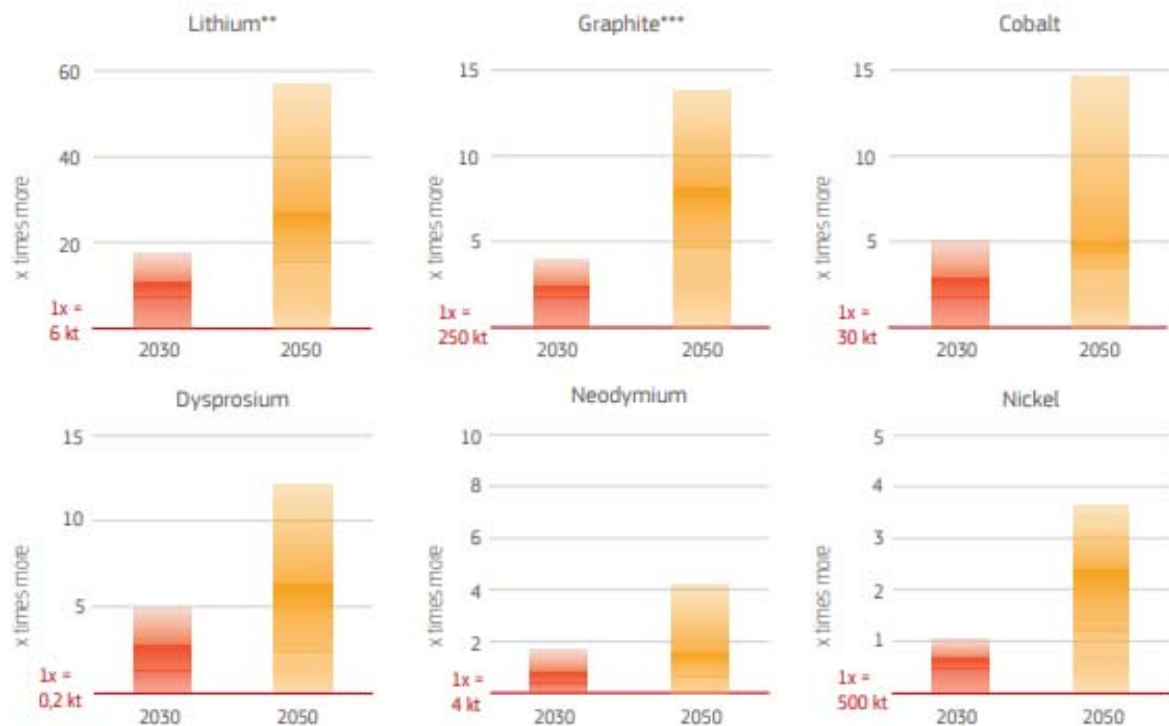 Lithium**
60
40
20
x times more
1x =
6 kt
2030 2050
Graphite***
15
10
5
x times more
1x =
250 kt
2030 2050
Cobalt
15
10
5
x times more
1x =
30 kt
2030 2050
Dysprosium
15
10
5
x times more
1x =
0,2 kt
2030 2050
Neodymium
10
8
6
4
2
x times more
1x =
4 kt
2030 2050
Nickel
5
4
3
2
1
x times more
1x =
500 kt
2030 2050